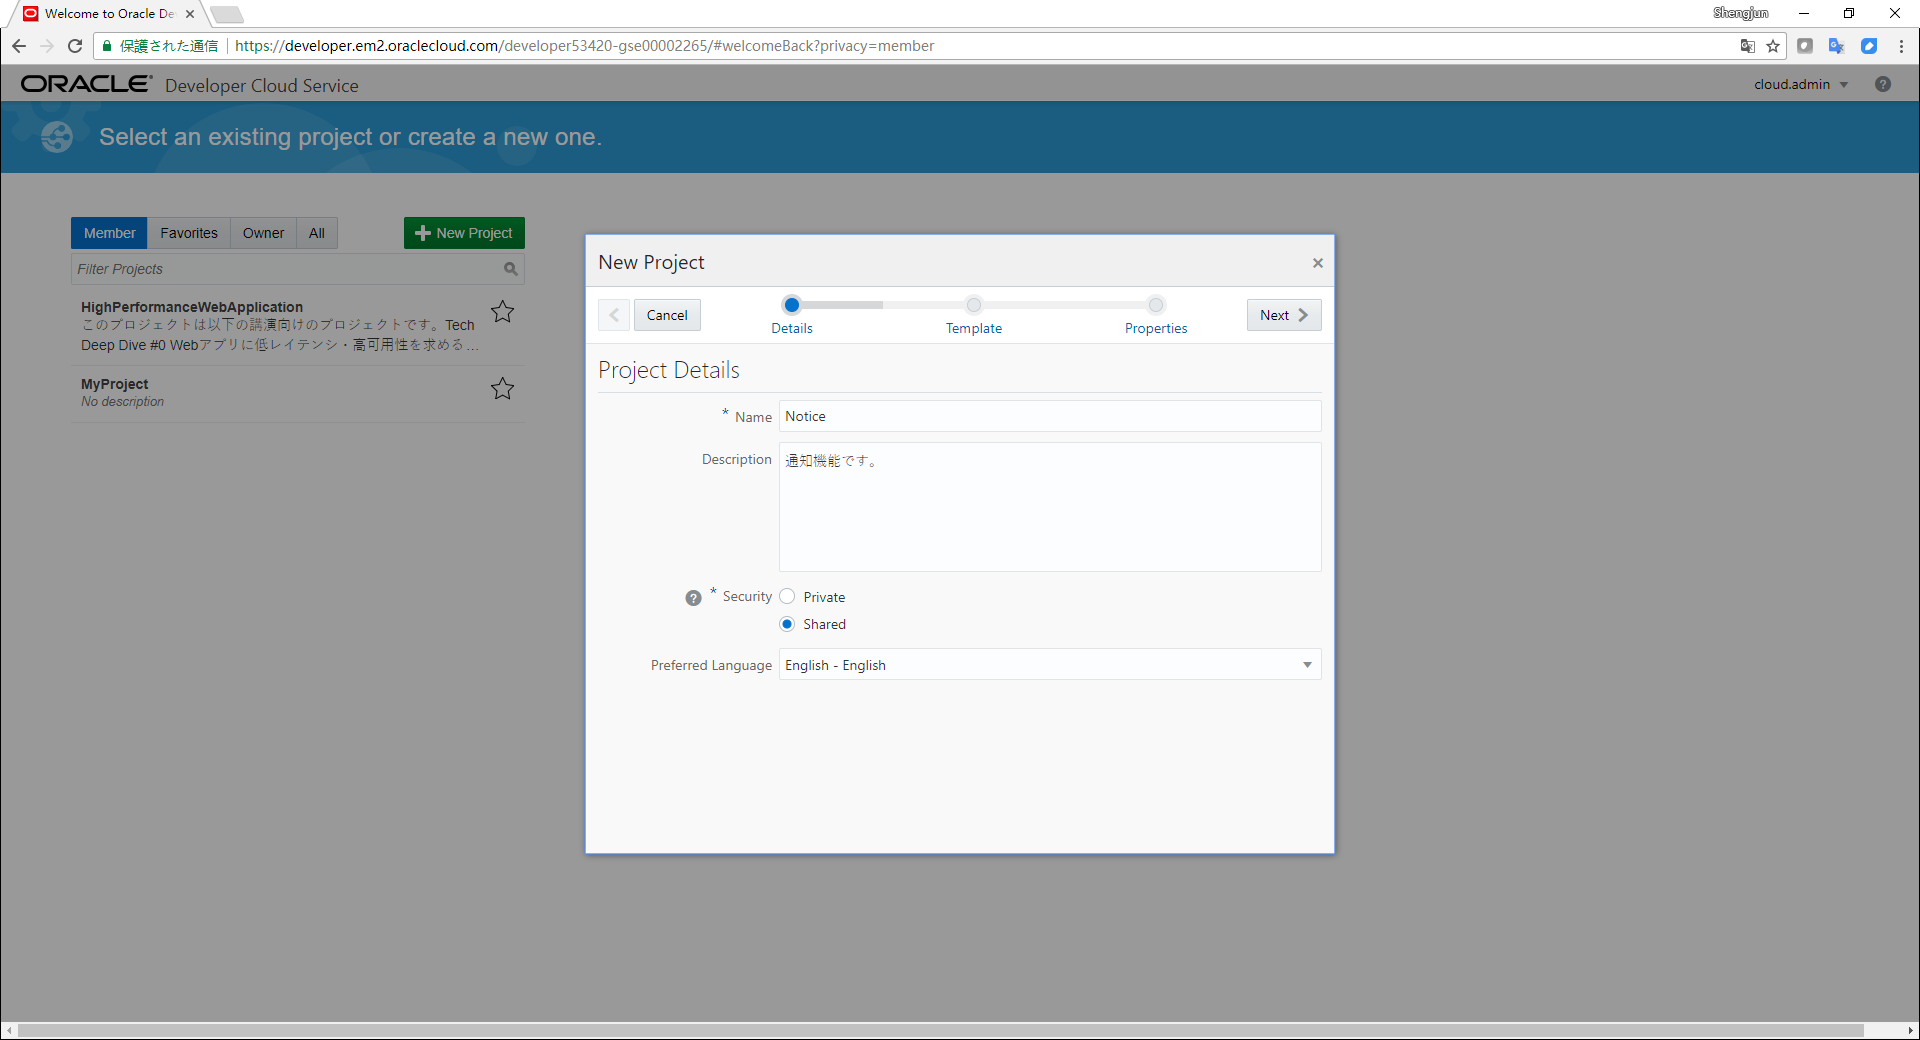 Welcome to Oracle De
Shengjun
保護された通信
https://developer.em2.oraclecloud.com/developer53420-gse00002265/#welcomeBack?privacy=member
ORACLE Developer Cloud Service
cloud.admin
Select an existing project or create a new one.
Member Favorites Owner All
New Project
Filter Projects
HighPerformanceWebApplication
このプロジェクトは以下の講演向けのプロジェクトです。Tech
Deep Dive #0 Webアプリに低レイテンシ・高可用性を求める…
MyProject
No description
New Project
Cancel
Details
Template
Properties
Next
Project Details
* Name
Notice
Description
通知機能です。
* Security
Private
Shared
Preferred Language
English - English